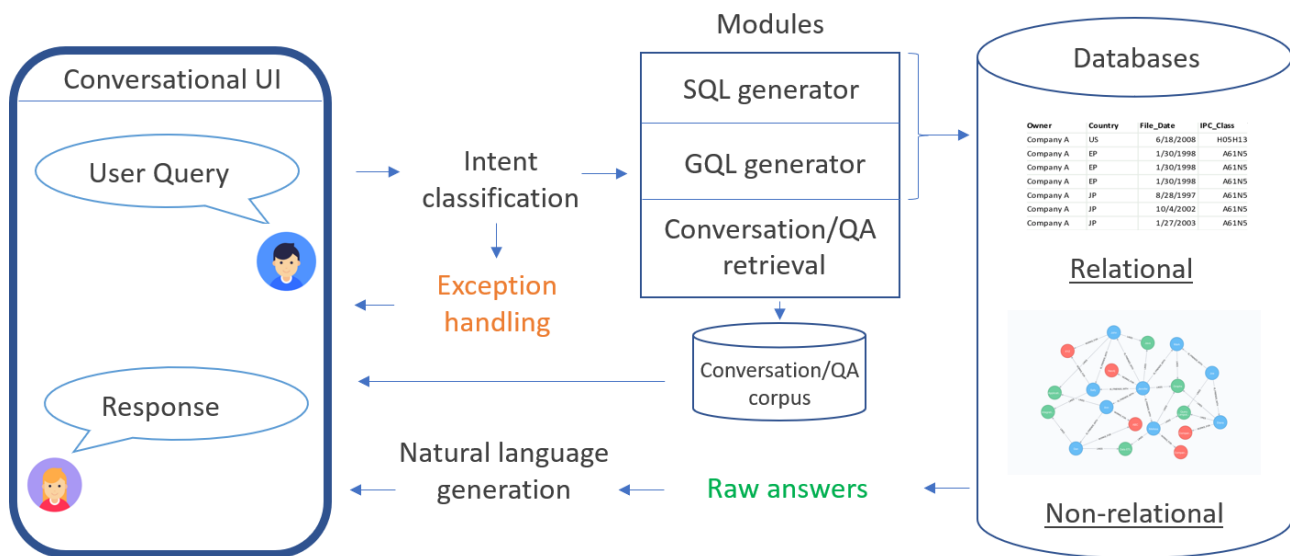 Conversational UI
User Query
Response
Intent
classification
Exception
handling
Natural language
generation
Modules
SQL generator
GQL generator
Conversation/QA
retrieval
Conversation/QA
corpus
Raw answers
Databases
Owner Country File_Date IPC_Class
Company A US 6/18/2008 H05H13
Company A EP 1/30/1998 A61N5
Company A EP 1/30/1998 A61N5
Company A EP 1/30/1998 A61N5
Company A JP 8/28/1997 A61N5
Company A JP 10/4/2002 A61N5
Company A JP 1/27/2003 A61N5
Relational
Non-relational